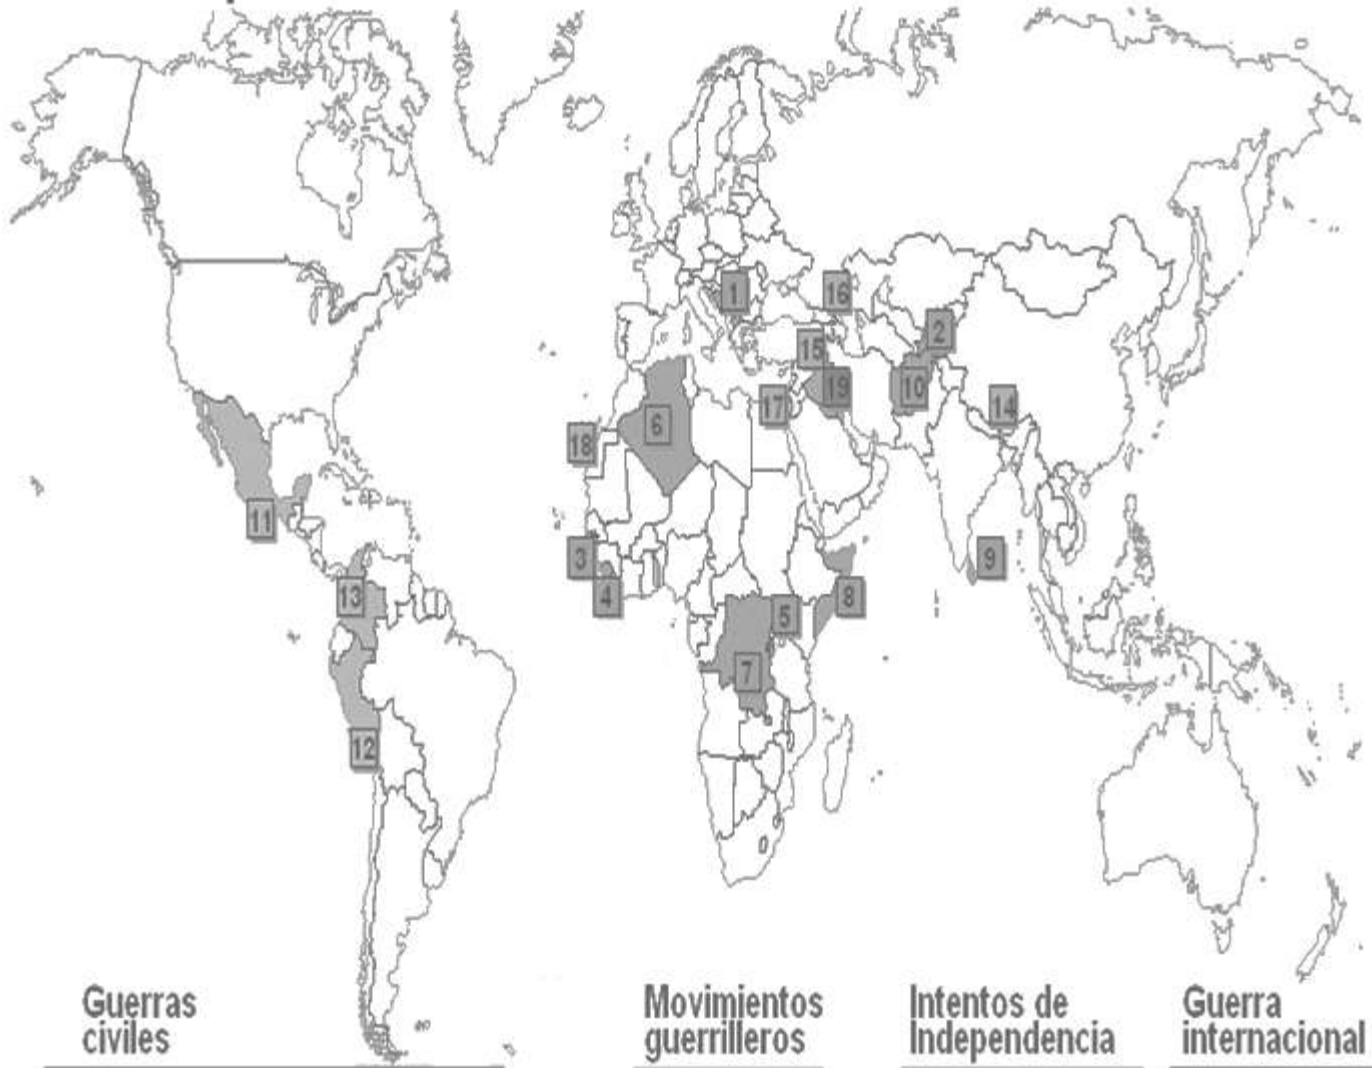 1
16
2
15
19
10
17
14
6
18
11
3
9
4
13
8
5
7
12
Guerras
civiles
Movimientos
guerrilleros
Intentos de
Independencia
Guerra
internacional